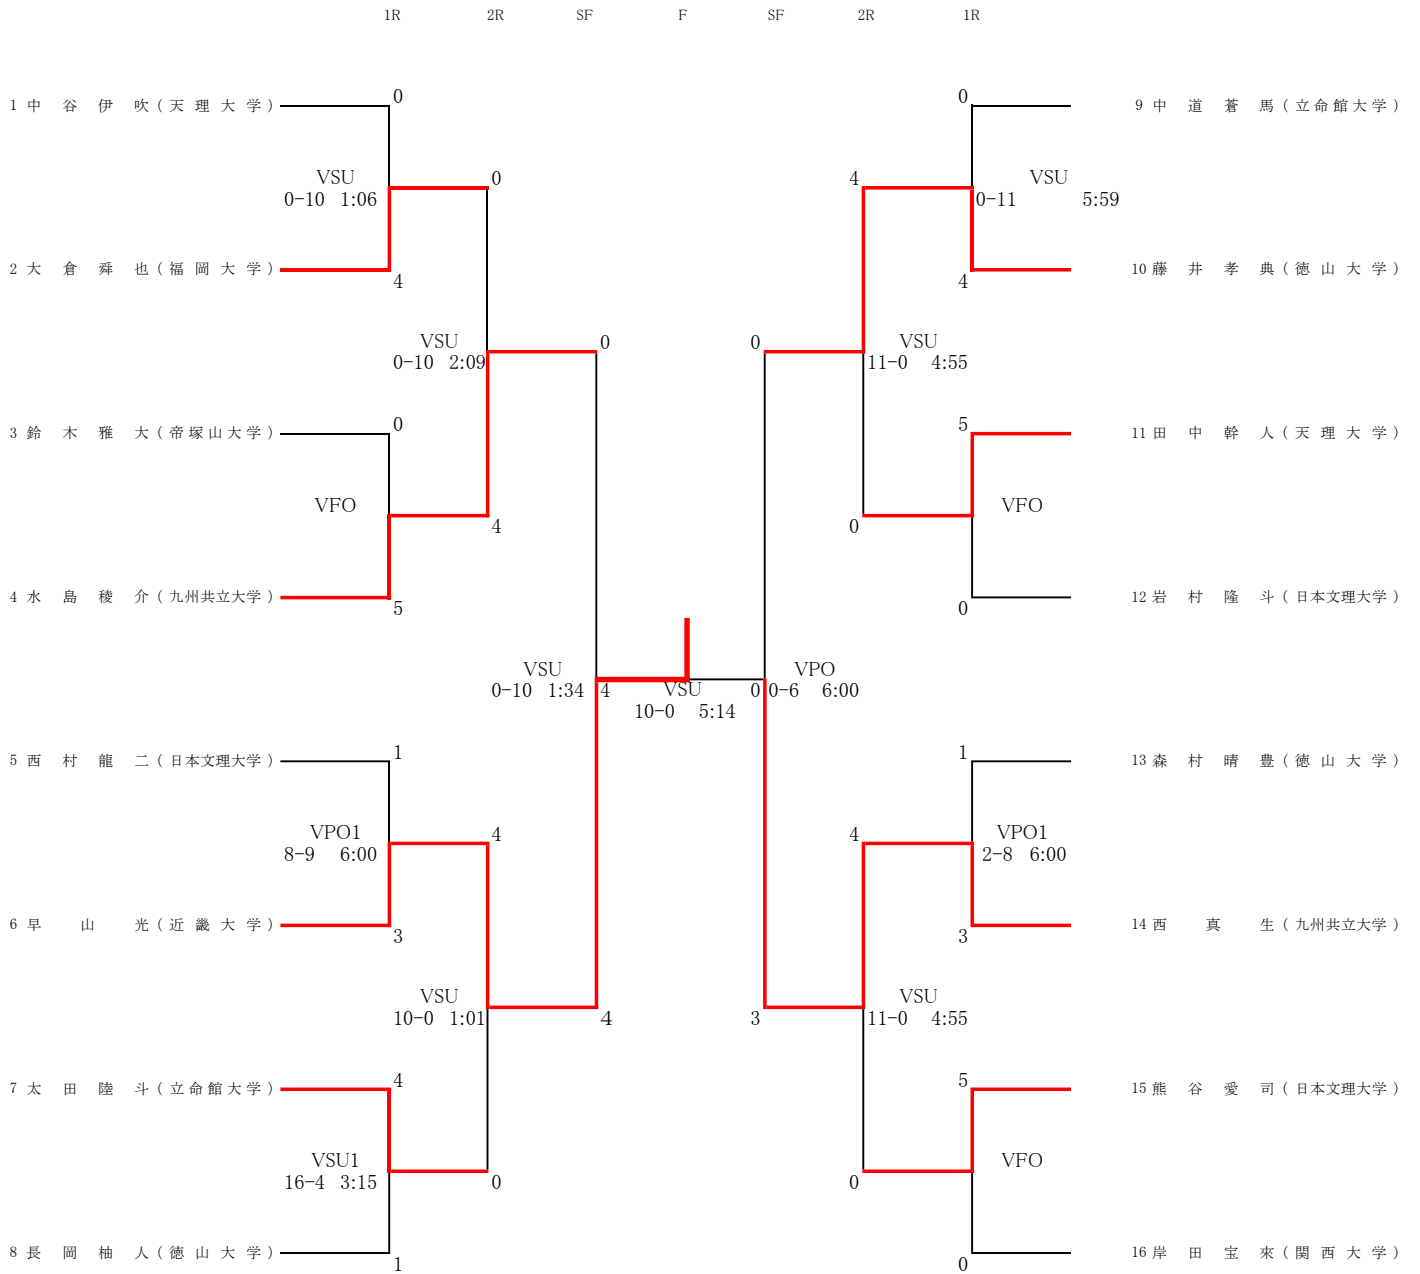 1R 2R SF F SF 2R 1R
0 0
1 中 谷 伊 吹 ( 天 理 大 学 ) 9 中 道 蒼 馬 ( 立 命 館 大 学 )
VSU 0 4 VSU
0-10 1:06 0-11 5:59
2 大 倉 舜 也 ( 福 岡 大 学 ) 10 藤 井 孝 典 ( 徳 山 大 学 )
4 4
VSU 0 0 VSU
0-10 2:09 11-0 4:55
0 5
3 鈴 木 雅 大 ( 帝 塚 山 大 学 ) 11 田 中 幹 人 ( 天 理 大 学 )
VFO VFO
4 0
4 水 島 稜 介 ( 九州共立大学 ) 12 岩 村 隆 斗 ( 日本文理大学 )
5 0
VSU VPO
0-10 1:34 4 VSU 0 0-6 6:00
10-0 5:14
1 1
5 西 村 龍 二 ( 日本文理大学 ) 13 森 村 晴 豊 ( 徳 山 大 学 )
VPO1 4 4 VPO1
8-9 6:00 2-8 6:00
6 早 山 光 ( 近 畿 大 学 ) 14 西 真 生 ( 九州共立大学 )
3 3
VSU VSU
10-0 1:01 4 3 11-0 4:55
4 5
7 太 田 陸 斗 ( 立 命 館 大 学 ) 15 熊 谷 愛 司 ( 日本文理大学 )
VSU1 VFO
16-4 3:15 0 0
8 長 岡 柚 人 ( 徳 山 大 学 ) 16 岸 田 宝 來 ( 関 西 大 学 )
1 0